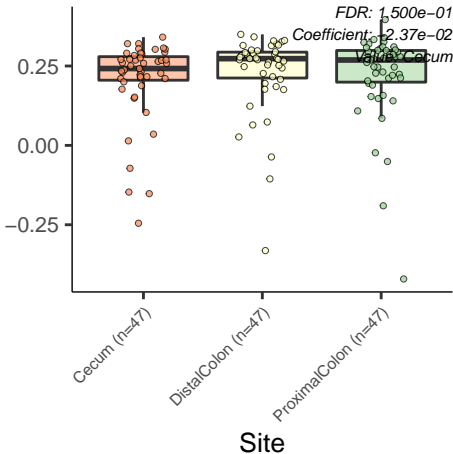 FDR: 1.500e−01
Coefficient: −2.37e−02
Value: Cecum
0.25
0.00
−0.25
Cecum (n=47)
DistalColon (n=47)
ProximalColon (n=47)
Site